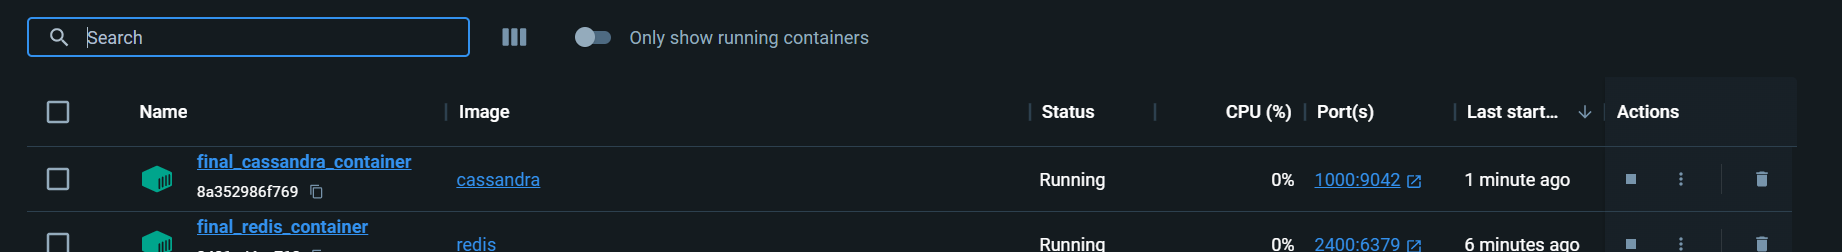 Search
Only show running containers
Name Image Status CPU (%) Port(s) Last start... Actions
final_cassandra_container
8a352986f769
cassandra Running 0% 1000:9042 1 minute ago
final_redis_container
redis Running 0% 2400:6379 6 minutes ago